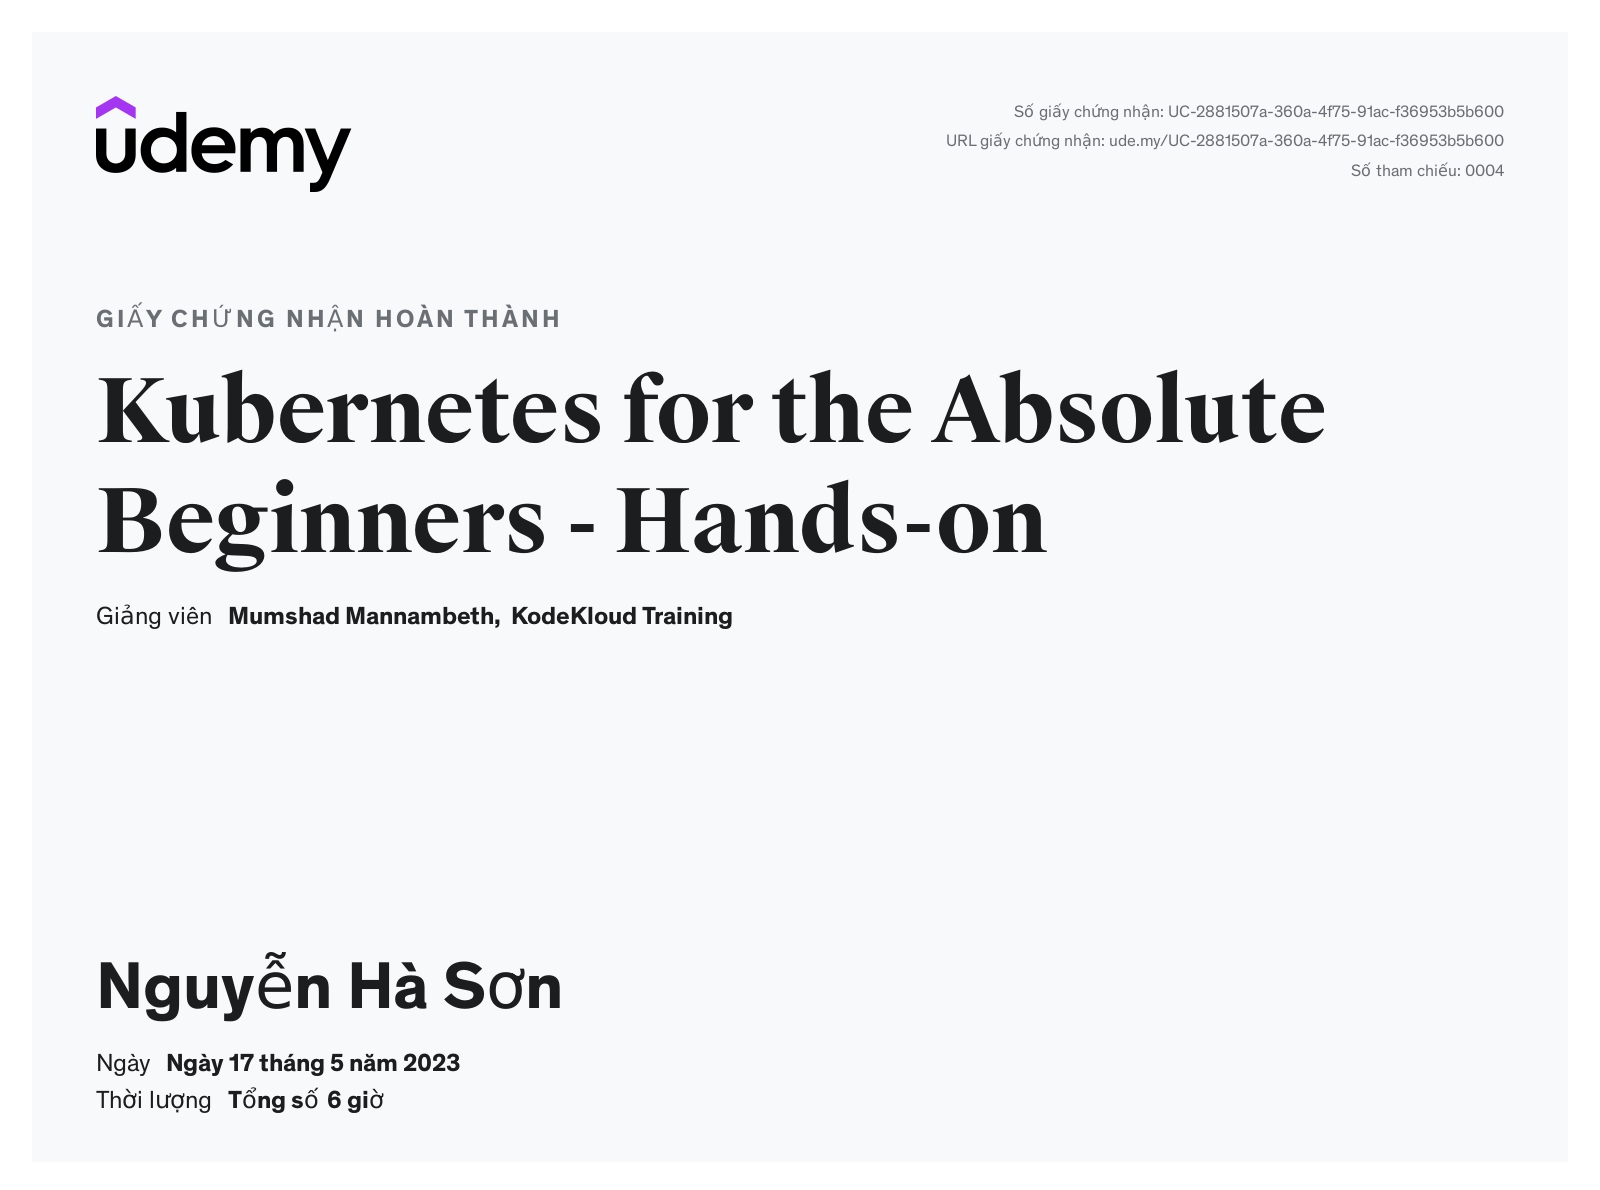 udemy
Số giấy chứng nhận: UC-2881507a-360a-4f75-91ac-f36953b5b600
URL giấy chứng nhận: ude.my/UC-2881507a-360a-4f75-91ac-f36953b5b600
Số tham chiếu: 0004
GIẤY CHỨNG NHẬN HOÀN THÀNH
Kubernetes for the Absolute
Beginners - Hands-on
Giảng viên Mumshad Mannambeth, KodeKloud Training
Nguyễn Hà Sơn
Ngày Ngày 17 tháng 5 năm 2023
Thời lượng Tổng số 6 giờ